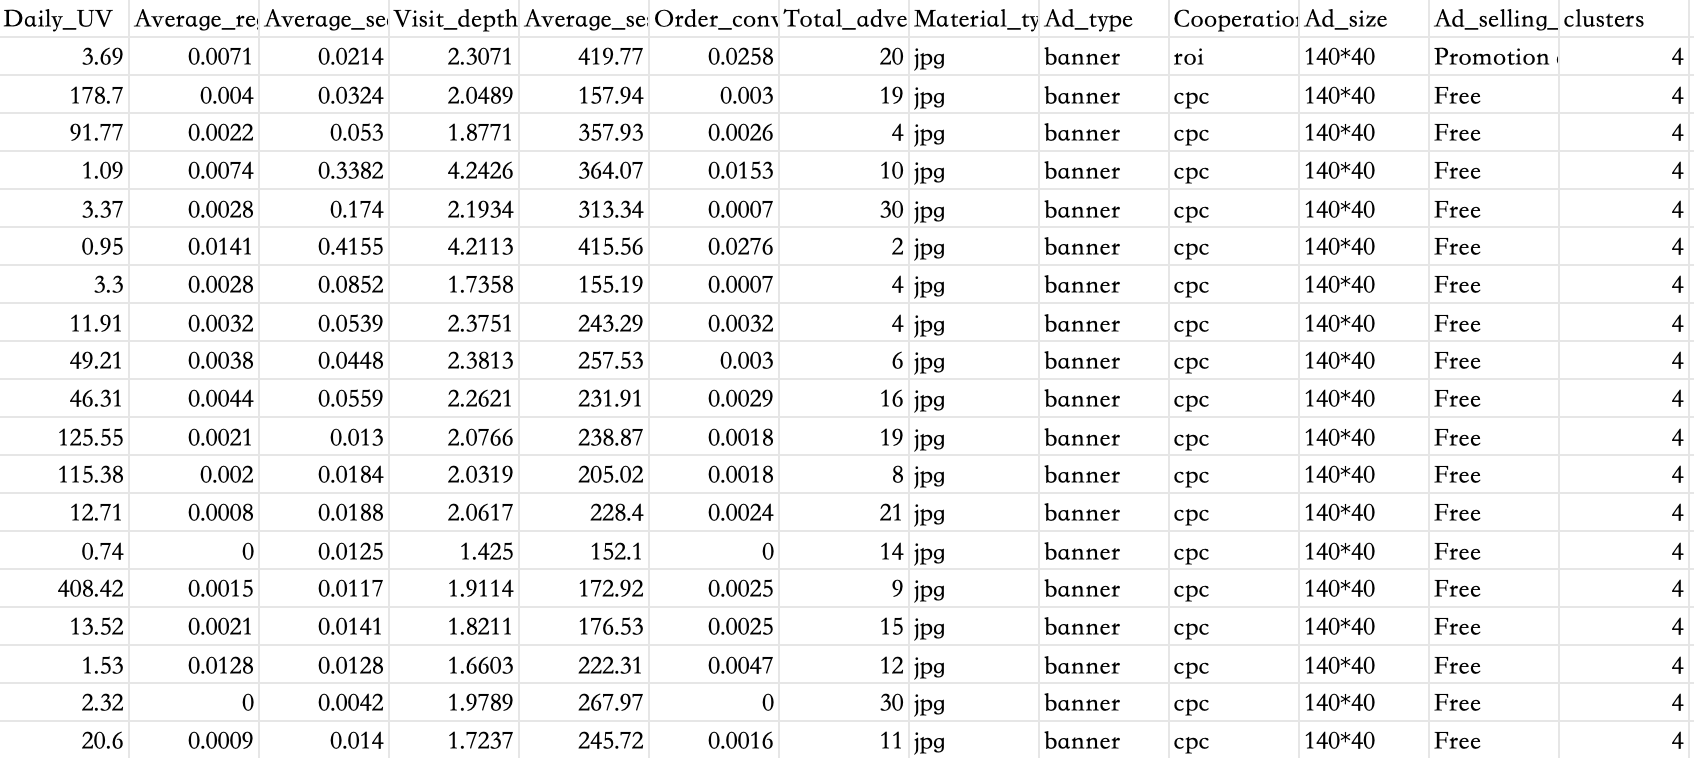 Daily_UV Average_re Average_se Visit_depth Average_se Order_conv Total_adve Material_ty Ad_type Cooperation Ad_size Ad_selling_ clusters
3.69 0.0071 0.0214 2.3071 419.77 0.0258 20 jpg banner roi 140*40 Promotion 4
178.7 0.004 0.0324 2.0489 157.94 0.003 19 jpg banner cpc 140*40 Free 4
91.77 0.0022 0.053 1.8771 357.93 0.0026 4 jpg banner cpc 140*40 Free 4
1.09 0.0074 0.3382 4.2426 364.07 0.0153 10 jpg banner cpc 140*40 Free 4
3.37 0.0028 0.174 2.1934 313.34 0.0007 30 jpg banner cpc 140*40 Free 4
0.95 0.0141 0.4155 4.2113 415.56 0.0276 2 jpg banner cpc 140*40 Free 4
3.3 0.0028 0.0852 1.7358 155.19 0.0007 4 jpg banner cpc 140*40 Free 4
11.91 0.0032 0.0539 2.3751 243.29 0.0032 4 jpg banner cpc 140*40 Free 4
49.21 0.0038 0.0448 2.3813 257.53 0.003 6 jpg banner cpc 140*40 Free 4
46.31 0.0044 0.0559 2.2621 231.91 0.0029 16 jpg banner cpc 140*40 Free 4
125.55 0.0021 0.013 2.0766 238.87 0.0018 19 jpg banner cpc 140*40 Free 4
115.38 0.002 0.0184 2.0319 205.02 0.0018 8 jpg banner cpc 140*40 Free 4
12.71 0.0008 0.0188 2.0617 228.4 0.0024 21 jpg banner cpc 140*40 Free 4
0.74 0 0.0125 1.425 152.1 0 14 jpg banner cpc 140*40 Free 4
408.42 0.0015 0.0117 1.9114 172.92 0.0025 9 jpg banner cpc 140*40 Free 4
13.52 0.0021 0.0141 1.8211 176.53 0.0025 15 jpg banner cpc 140*40 Free 4
1.53 0.0128 0.0128 1.6603 222.31 0.0047 12 jpg banner cpc 140*40 Free 4
2.32 0 0.0042 1.9789 267.97 0 30 jpg banner cpc 140*40 Free 4
20.6 0.0009 0.014 1.7237 245.72 0.0016 11 jpg banner cpc 140*40 Free 4